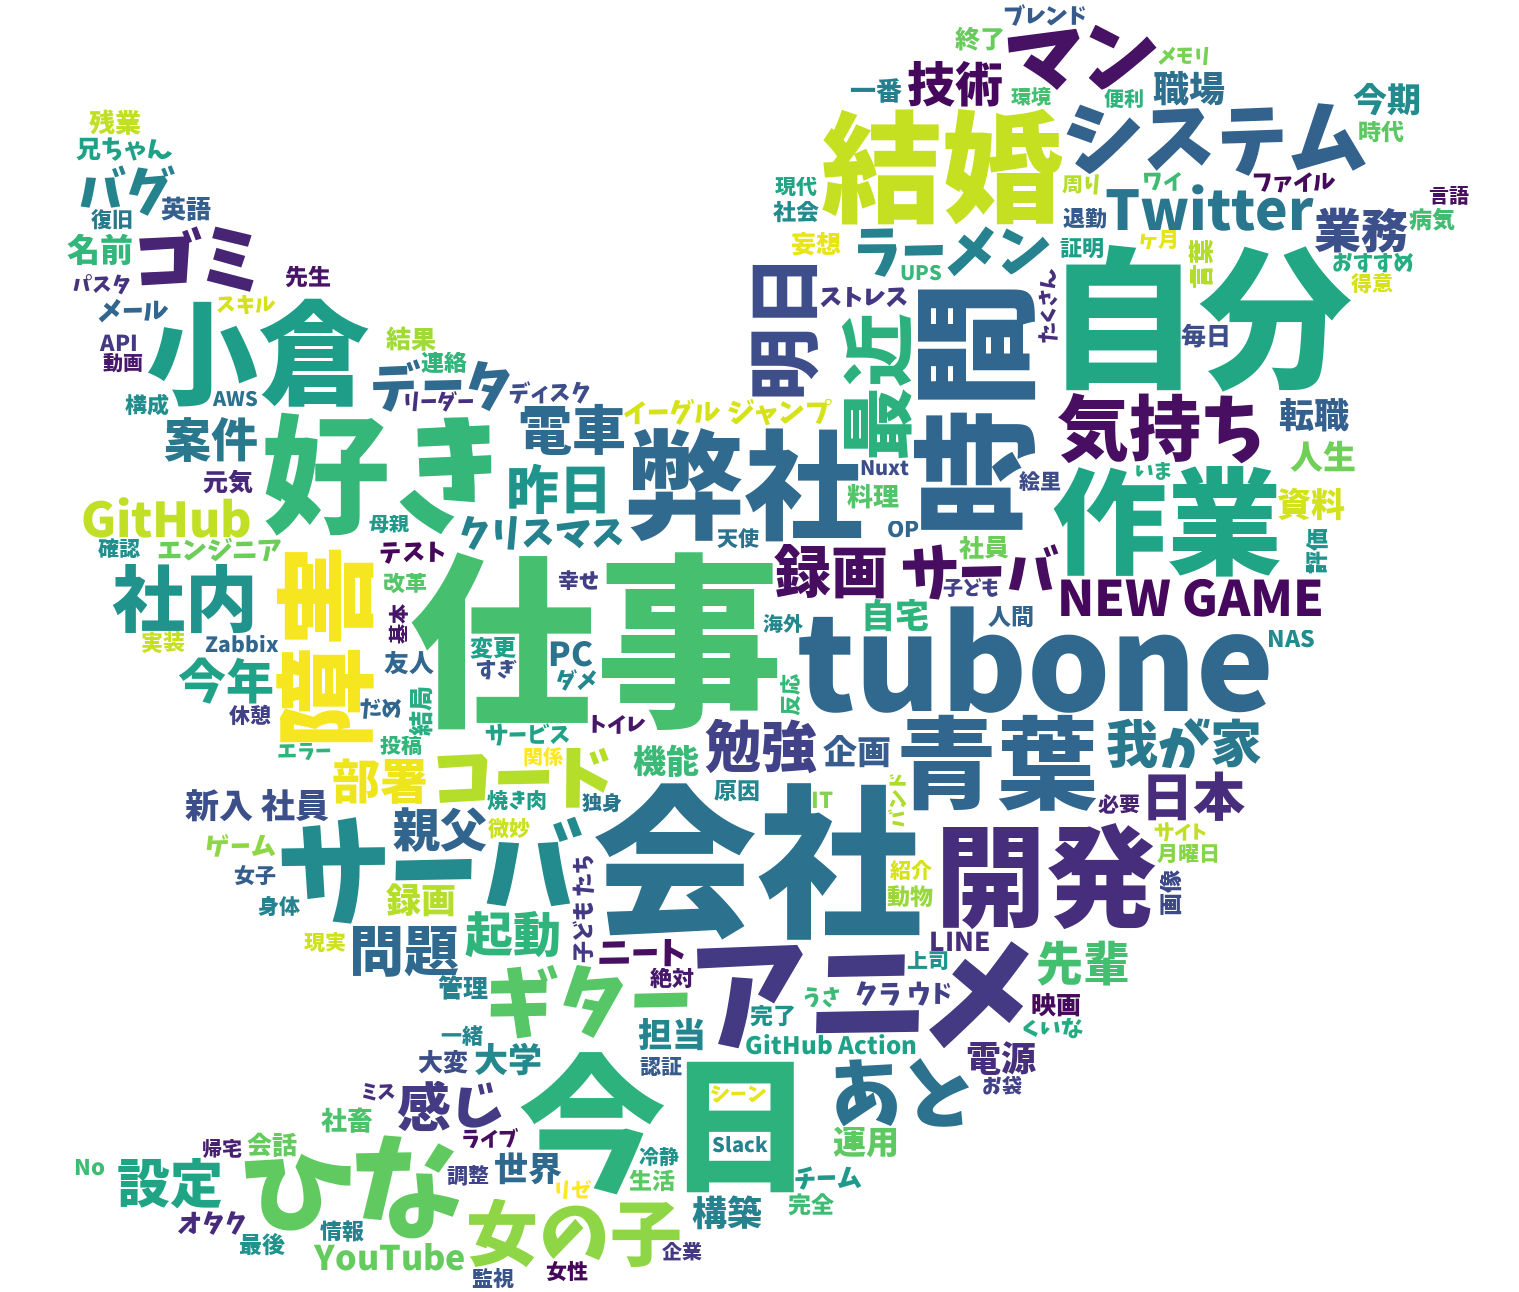 ブレンド
終了
マン
メモリ
一番
技術
環境
便利
職場
今期
残業
結婚
システム
時代
兄ちゃん
バグ
現代
周り
ワイ
ファイル
言語
復旧
英語
社会
退勤
Twitter
業務
病気
名前
ゴミ
妄想
ラーメン
証明
ヶ月
言葉
おすすめ
パスタ
先生
UPS
得意
メール
スキル
明日
ストレス
時間
たくさん
自分
小倉
API
動画
結果
連絡
最近
毎日
構成
AWS
データ
リーダー
ディスク
案件
電車
イーグル ジャンプ
気持ち
転職
好き
弊社
元気
昨日
Nuxt
絵里
いま
人生
GitHub
母親
クリスマス
料理
作業
資料
確認
エンジニア
天使
OP
社内
障害
テスト
改革
仕事
幸せ
録画
サーバ
社員
子ども
評価
NEW GAME
実装
Zabbix
基本
友人
変更
すぎ
PC
ダメ
海外
自宅
人間
tubone
NAS
今年
休憩
だめ
結局
反応
エラー
投稿
サービス
トイレ
勉強
企画
青葉
我が家
部署
コード
関係
機能
新入 社員
焼き肉
独身
原因
IT
必要
日本
ゲーム
サーバ
親父
微妙
会社
開発
サイト
月曜日
女子
身体
録画
子どもたち
紹介
動物
画像
現実
問題
起動
ニート
アニメ
LINE
上司
先輩
管理
ギター
絶対
うさ
クラウド
映画
くいな
一緒
担当
完了
GitHub Action
大変
大学
認証
電源
お袋
ミス
感じ
今日
シーン
あと
社畜
ライブ
Slack
運用
帰宅
会話
ひな
調整
世界
冷静
No
設定
リゼ
生活
チーム
オタク
情報
女の子
構築
完全
最後
YouTube
企業
監視
女性